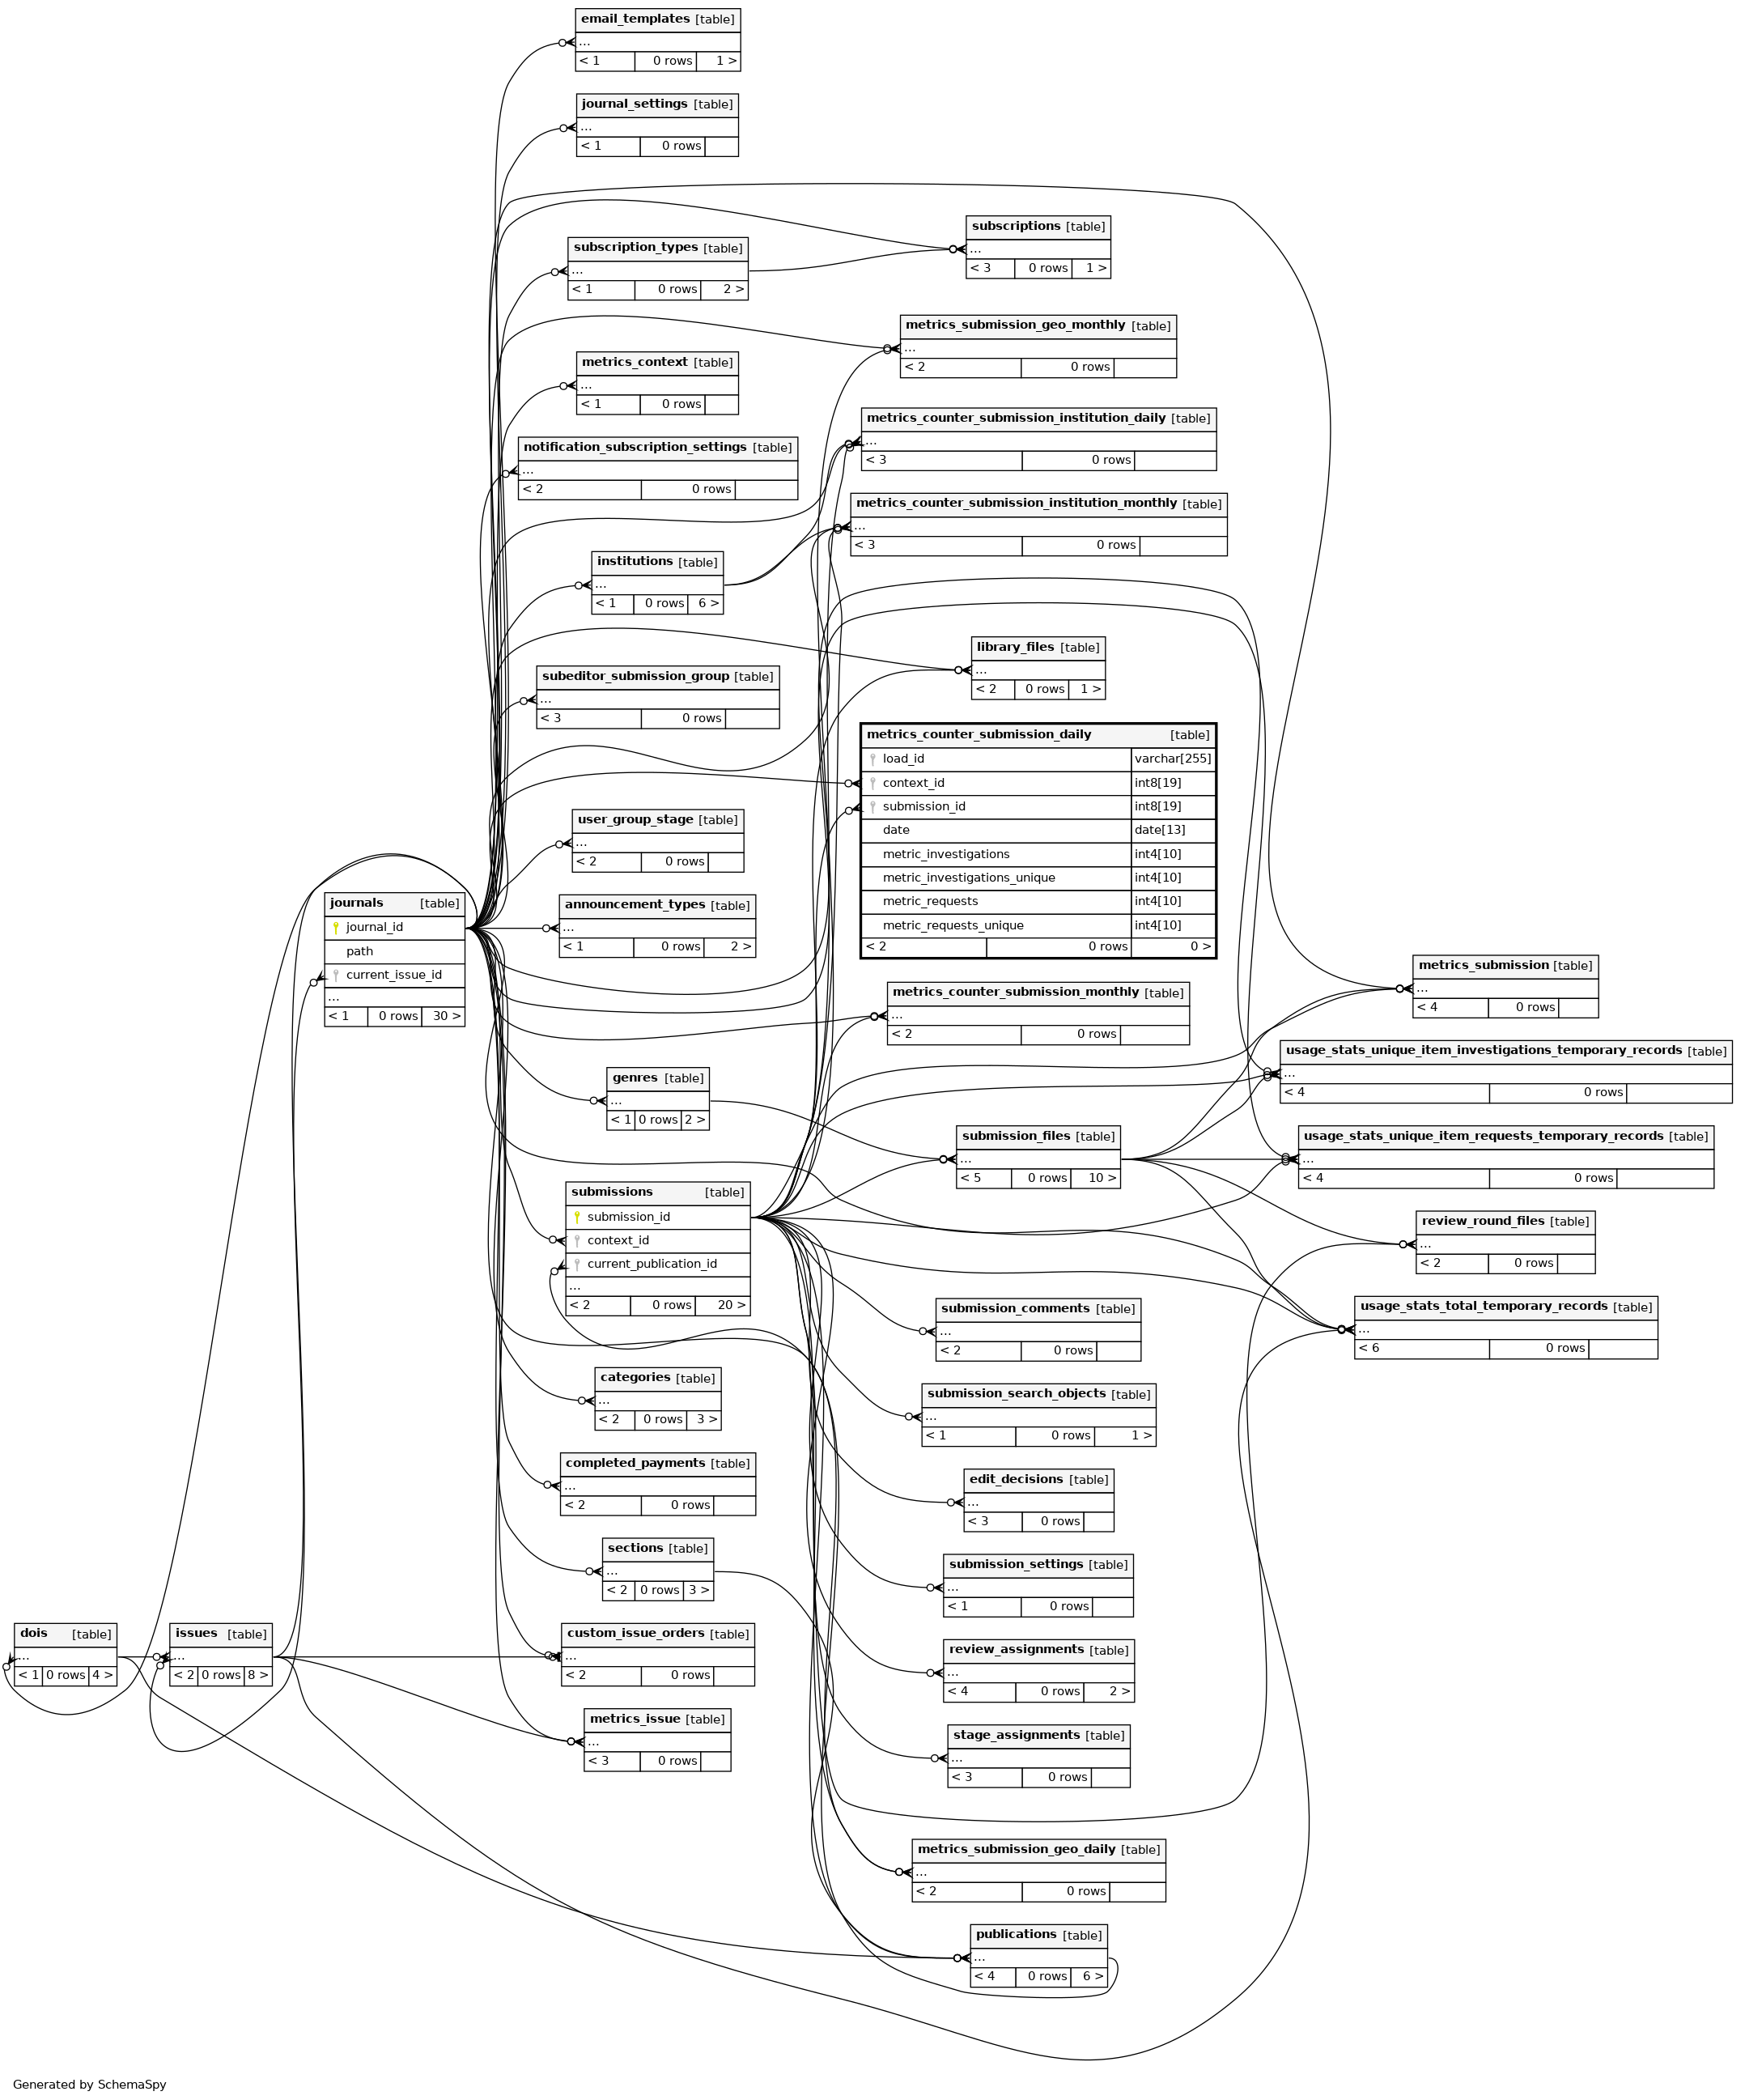 email_templates [table]
...
< 1 0 rows 1 >
journal_settings [table]
...
< 1 0 rows
subscriptions [table]
...
< 3 0 rows 1 >
subscription_types [table]
...
< 1 0 rows 2 >
metrics_submission_geo_monthly [table]
...
< 2 0 rows
metrics_context [table]
...
< 1 0 rows
metrics_counter_submission_institution_daily [table]
...
< 3 0 rows
notification_subscription_settings [table]
...
< 2 0 rows
metrics_counter_submission_institution_monthly [table]
...
< 3 0 rows
institutions [table]
...
< 1 0 rows 6 >
library_files [table]
...
< 2 0 rows 1 >
subeditor_submission_group [table]
...
< 3 0 rows
metrics_counter_submission_daily [table]
load_id varchar[255]
context_id int8[19]
submission_id int8[19]
date date[13]
metric_investigations int4[10]
metric_investigations_unique int4[10]
metric_requests int4[10]
metric_requests_unique int4[10]
< 2 0 rows 0 >
user_group_stage [table]
...
< 2 0 rows
journals [table]
journal_id
path
current_issue_id
...
< 1 0 rows 30 >
announcement_types [table]
...
< 1 0 rows 2 >
metrics_submission [table]
...
< 4 0 rows
metrics_counter_submission_monthly [table]
...
< 2 0 rows
usage_stats_unique_item_investigations_temporary_records [table]
...
< 4 0 rows
genres [table]
...
< 1 0 rows 2 >
submission_files [table]
...
< 5 0 rows 10 >
usage_stats_unique_item_requests_temporary_records [table]
...
< 4 0 rows
submissions [table]
submission_id
context_id
current_publication_id
...
< 2 0 rows 20 >
review_round_files [table]
...
< 2 0 rows
submission_comments [table]
...
< 2 0 rows
usage_stats_total_temporary_records [table]
...
< 6 0 rows
categories [table]
...
< 2 0 rows 3 >
submission_search_objects [table]
...
< 1 0 rows 1 >
completed_payments [table]
...
< 2 0 rows
edit_decisions [table]
...
< 3 0 rows
sections [table]
...
< 2 0 rows 3 >
submission_settings [table]
...
< 1 0 rows
dois [table]
...
< 1 0 rows 4 >
issues [table]
...
< 2 0 rows 8 >
custom_issue_orders [table]
...
< 2 0 rows
review_assignments [table]
...
< 4 0 rows 2 >
metrics_issue [table]
...
< 3 0 rows
stage_assignments [table]
...
< 3 0 rows
metrics_submission_geo_daily [table]
...
< 2 0 rows
publications [table]
...
< 4 0 rows 6 >
Generated by SchemaSpy